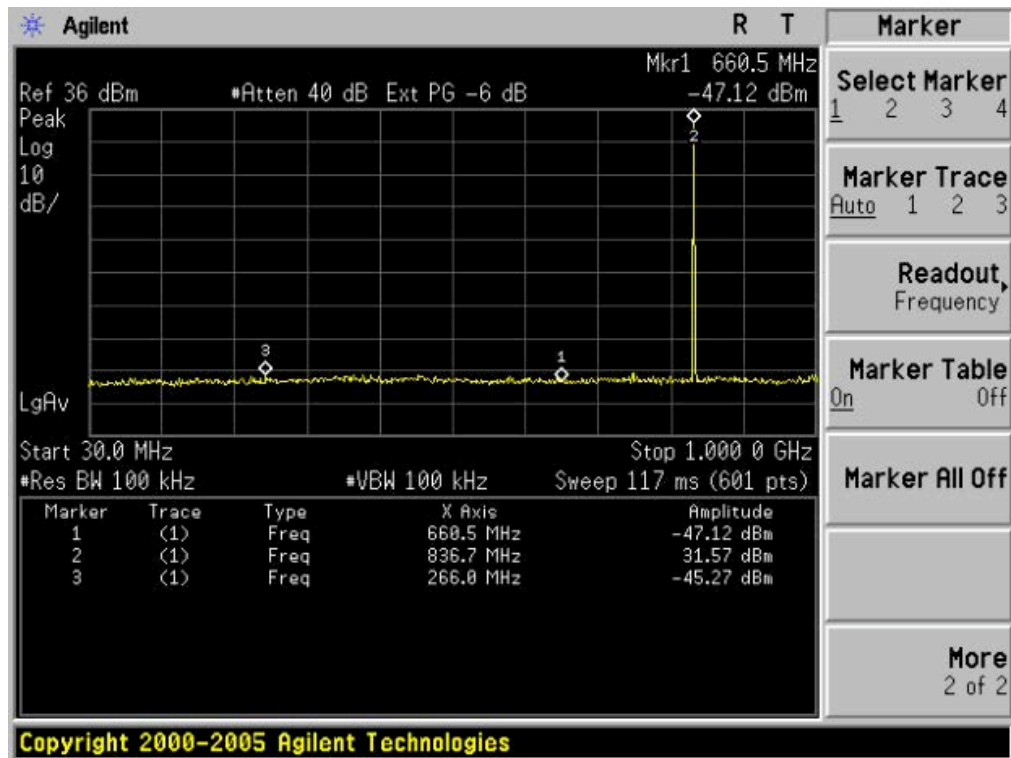 Agilent R T
Mkr1 660.5 MHz
Ref 36 dBm #Atten 40 dB Ext PG -6 dB -47.12 dBm
Peak
Log
10
dB/
2
3
1
LgAv
Start 30.0 MHz Stop 1.000 0 GHz
#Res BW 100 kHz #VBW 100 kHz Sweep 117 ms (601 pts)
Marker Trace Type X Axis Amplitude
1 (1) Freq 660.5 MHz -47.12 dBm
2 (1) Freq 836.7 MHz 31.57 dBm
3 (1) Freq 266.0 MHz -45.27 dBm
Marker
Select Marker
1 2 3 4
Marker Trace
Auto 1 2 3
Readout
Frequency
Marker Table
On Off
Marker All Off
More
2 of 2
Copyright 2000-2005 Agilent Technologies